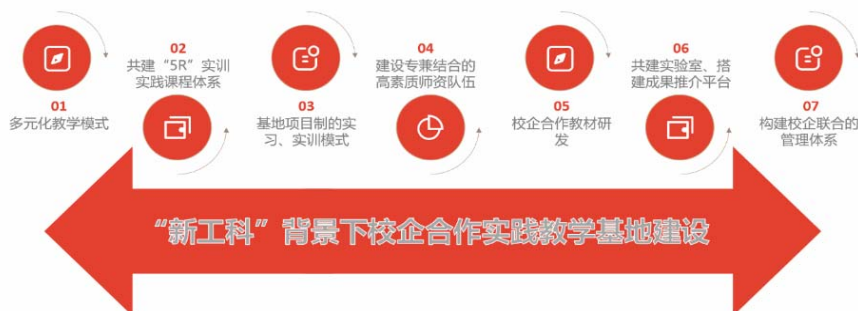 01
多元化教学模式
02
共建“5R”实训
实践课程体系
03
基地项目制的实
习、实训模式
04
建设专兼结合的
高素质师资队伍
05
校企合作教材研
发
06
共建实验室、搭
建成果推介平台
07
构建校企联合的
管理体系
“新工科”背景下校企合作实践教学基地建设